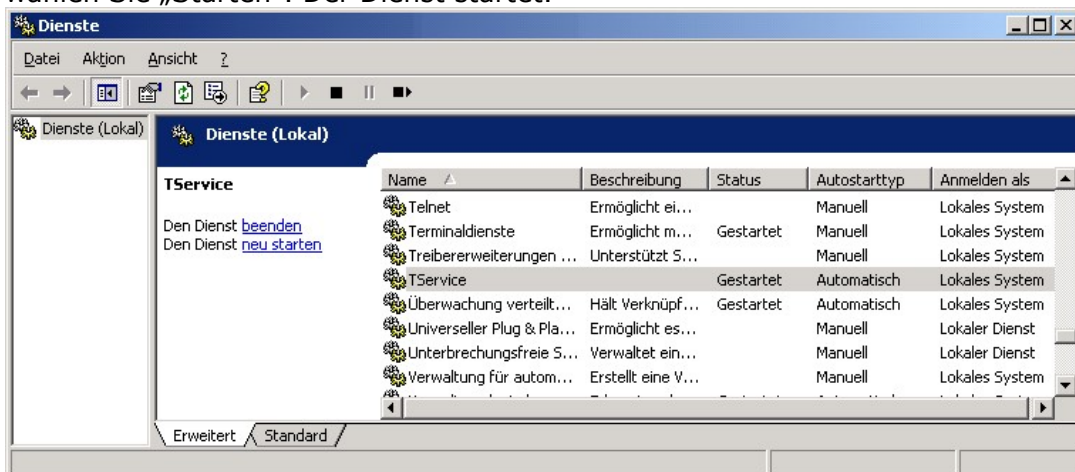 wählen Sie „Starten“. Der Dienst startet.
Dienste
Datei Aktion Ansicht ?
Dienste (Lokal)
Dienste (Lokal)
TService
Den Dienst beenden
Den Dienst neu starten
Name Beschreibung Status Autostarttyp Anmelden als
Telnet Ermöglicht ei... Manuell Lokales System
Terminaldienste Ermöglicht m... Gestartet Manuell Lokales System
Treibererweiterungen ... Unterstützt S... Manuell Lokales System
TService Gestartet Automatisch Lokales System
Überwachung verteilt... Hält Verknüpf... Gestartet Automatisch Lokales System
Universeller Plug & Pla... Ermöglicht es... Manuell Lokaler Dienst
Unterbrechungsfreie S... Verwaltet ein... Manuell Lokaler Dienst
Verwaltung für autom... Erstellt eine V... Manuell Lokales System
Erweitert Standard